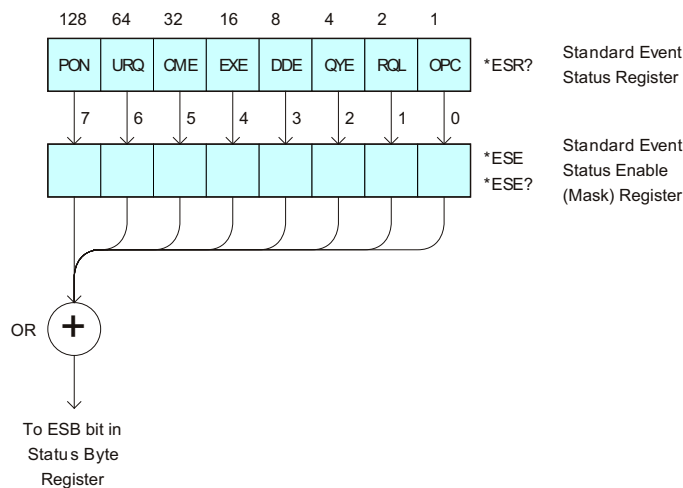 128 64 32 16 8 4 2 1
PON URQ CME EXE DDE QYE RQL OPC
*ESR?
Standard Event
Status Register
7 6 5 4 3 2 1 0
*ESE
*ESE?
Standard Event
Status Enable
(Mask) Register
OR
+
To ESB bit in
Status Byte
Register